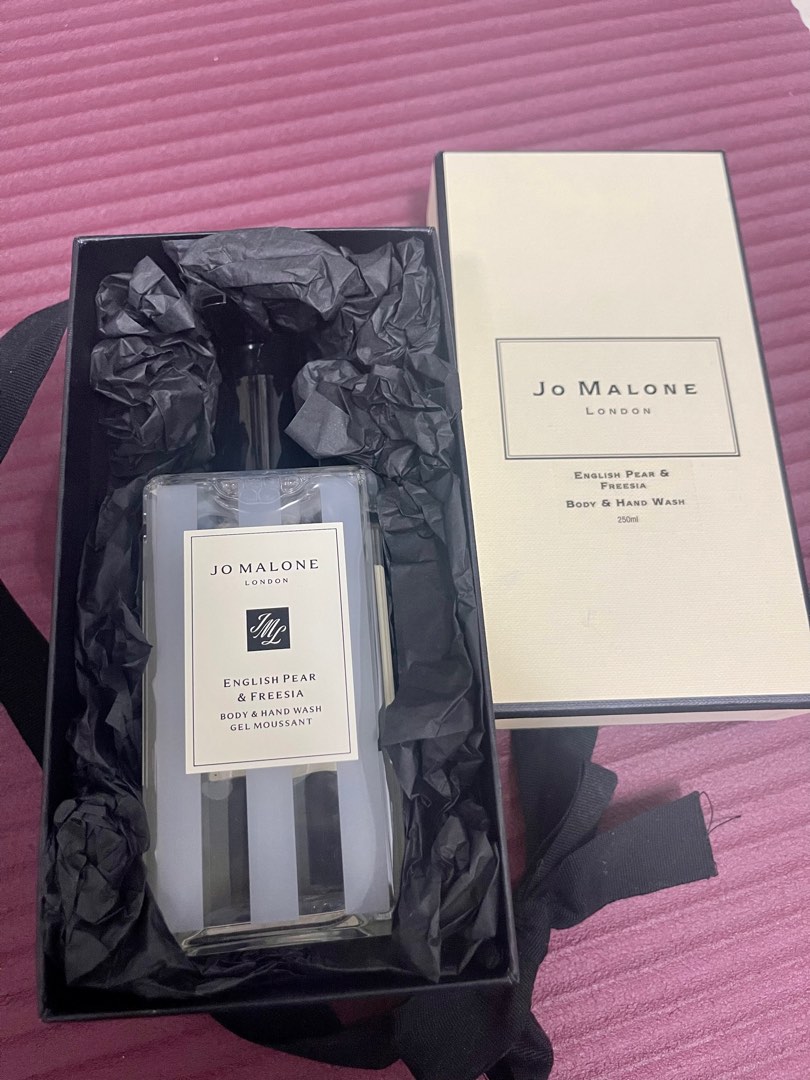 JO MALONE
LONDON
JML
ENGLISH PEAR
& FREESIA
BODY & HAND WASH
GEL MOUSSANT
JO MALONE
LONDON
ENGLISH PEAR &
FREESIA
BODY & HAND WASH
250ml